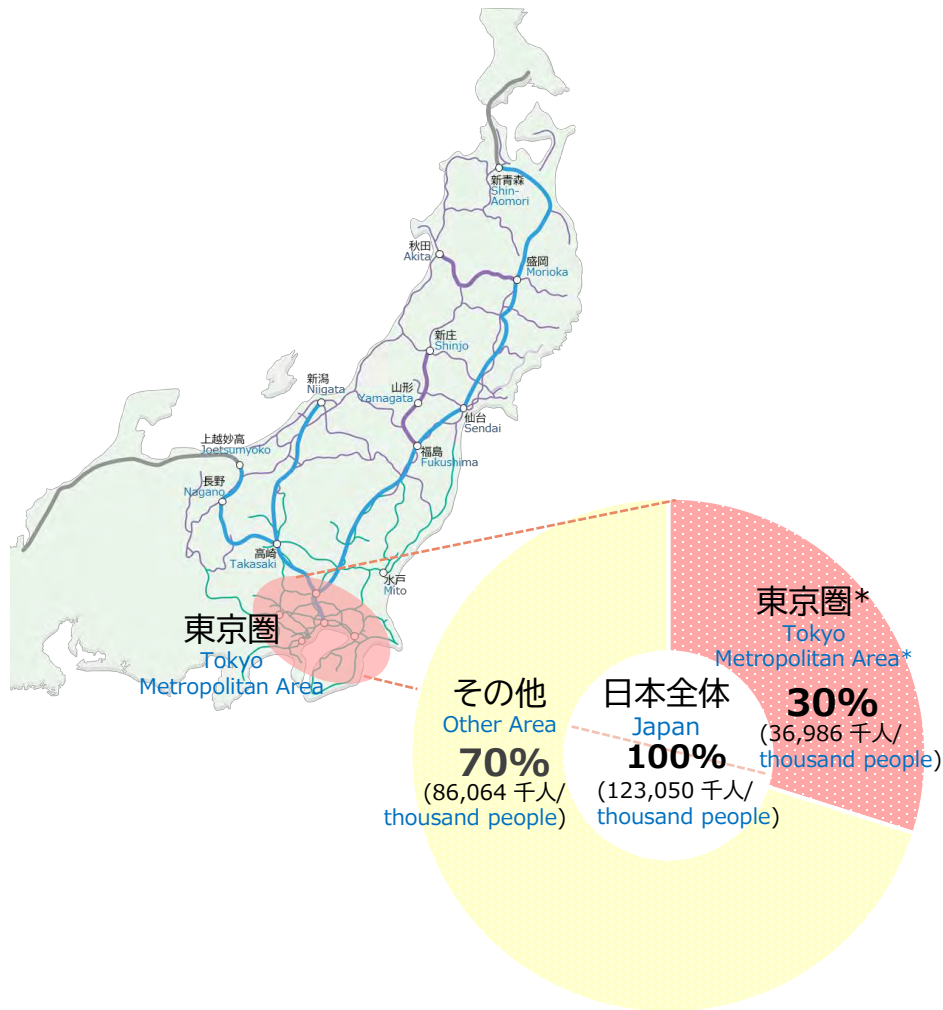 新青森
Shin-
Aomori
秋田
Akita
盛岡
Morioka
新庄
Shinjo
新潟
Niigata
山形
Yamagata
仙台
Sendai
上越妙高
Joetsumyoko
福島
Fukushima
長野
Nagano
高崎
Takasaki
水戸
Mito
東京圏
Tokyo
Metropolitan Area
東京圏*
Tokyo
Metropolitan Area*
30%
(36,986 千人/
thousand people)
その他
Other Area
70%
(86,064 千人/
thousand people)
日本全体
Japan
100%
(123,050 千人/
thousand people)